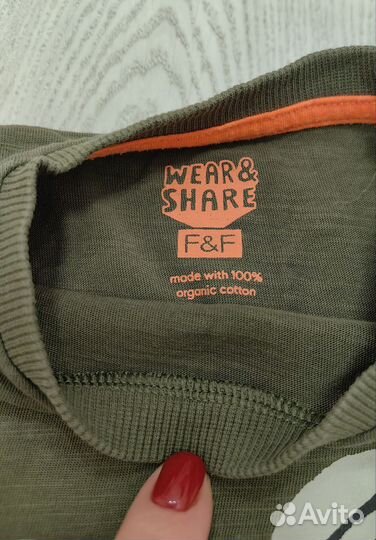 WEAR&
SHARE
F&F
made with 100%
organic cotton
Avito